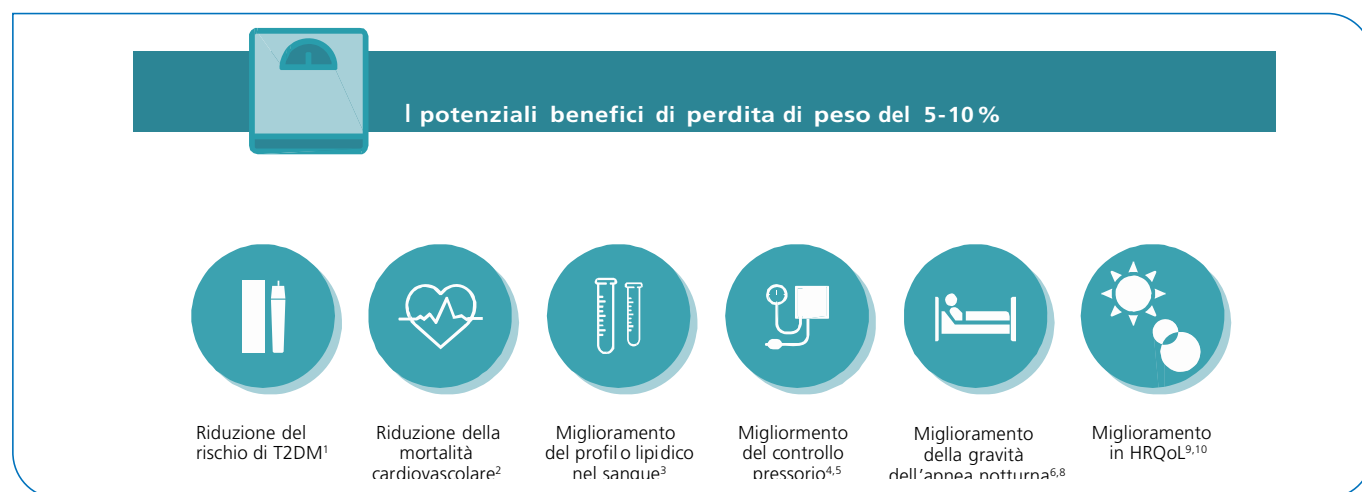 I potenziali benefici di perdita di peso del 5-10%
Riduzione del
rischio di T2DM¹
Riduzione della
mortalità
cardiovascolare²
Miglioramento
del profilo lipidico
nel sangue³
Migliormento
del controllo
pressorio⁴,⁵
Miglioramento
della gravità
dell'apnea notturna⁶,⁸
Miglioramento
in HRQoL⁹,¹⁰